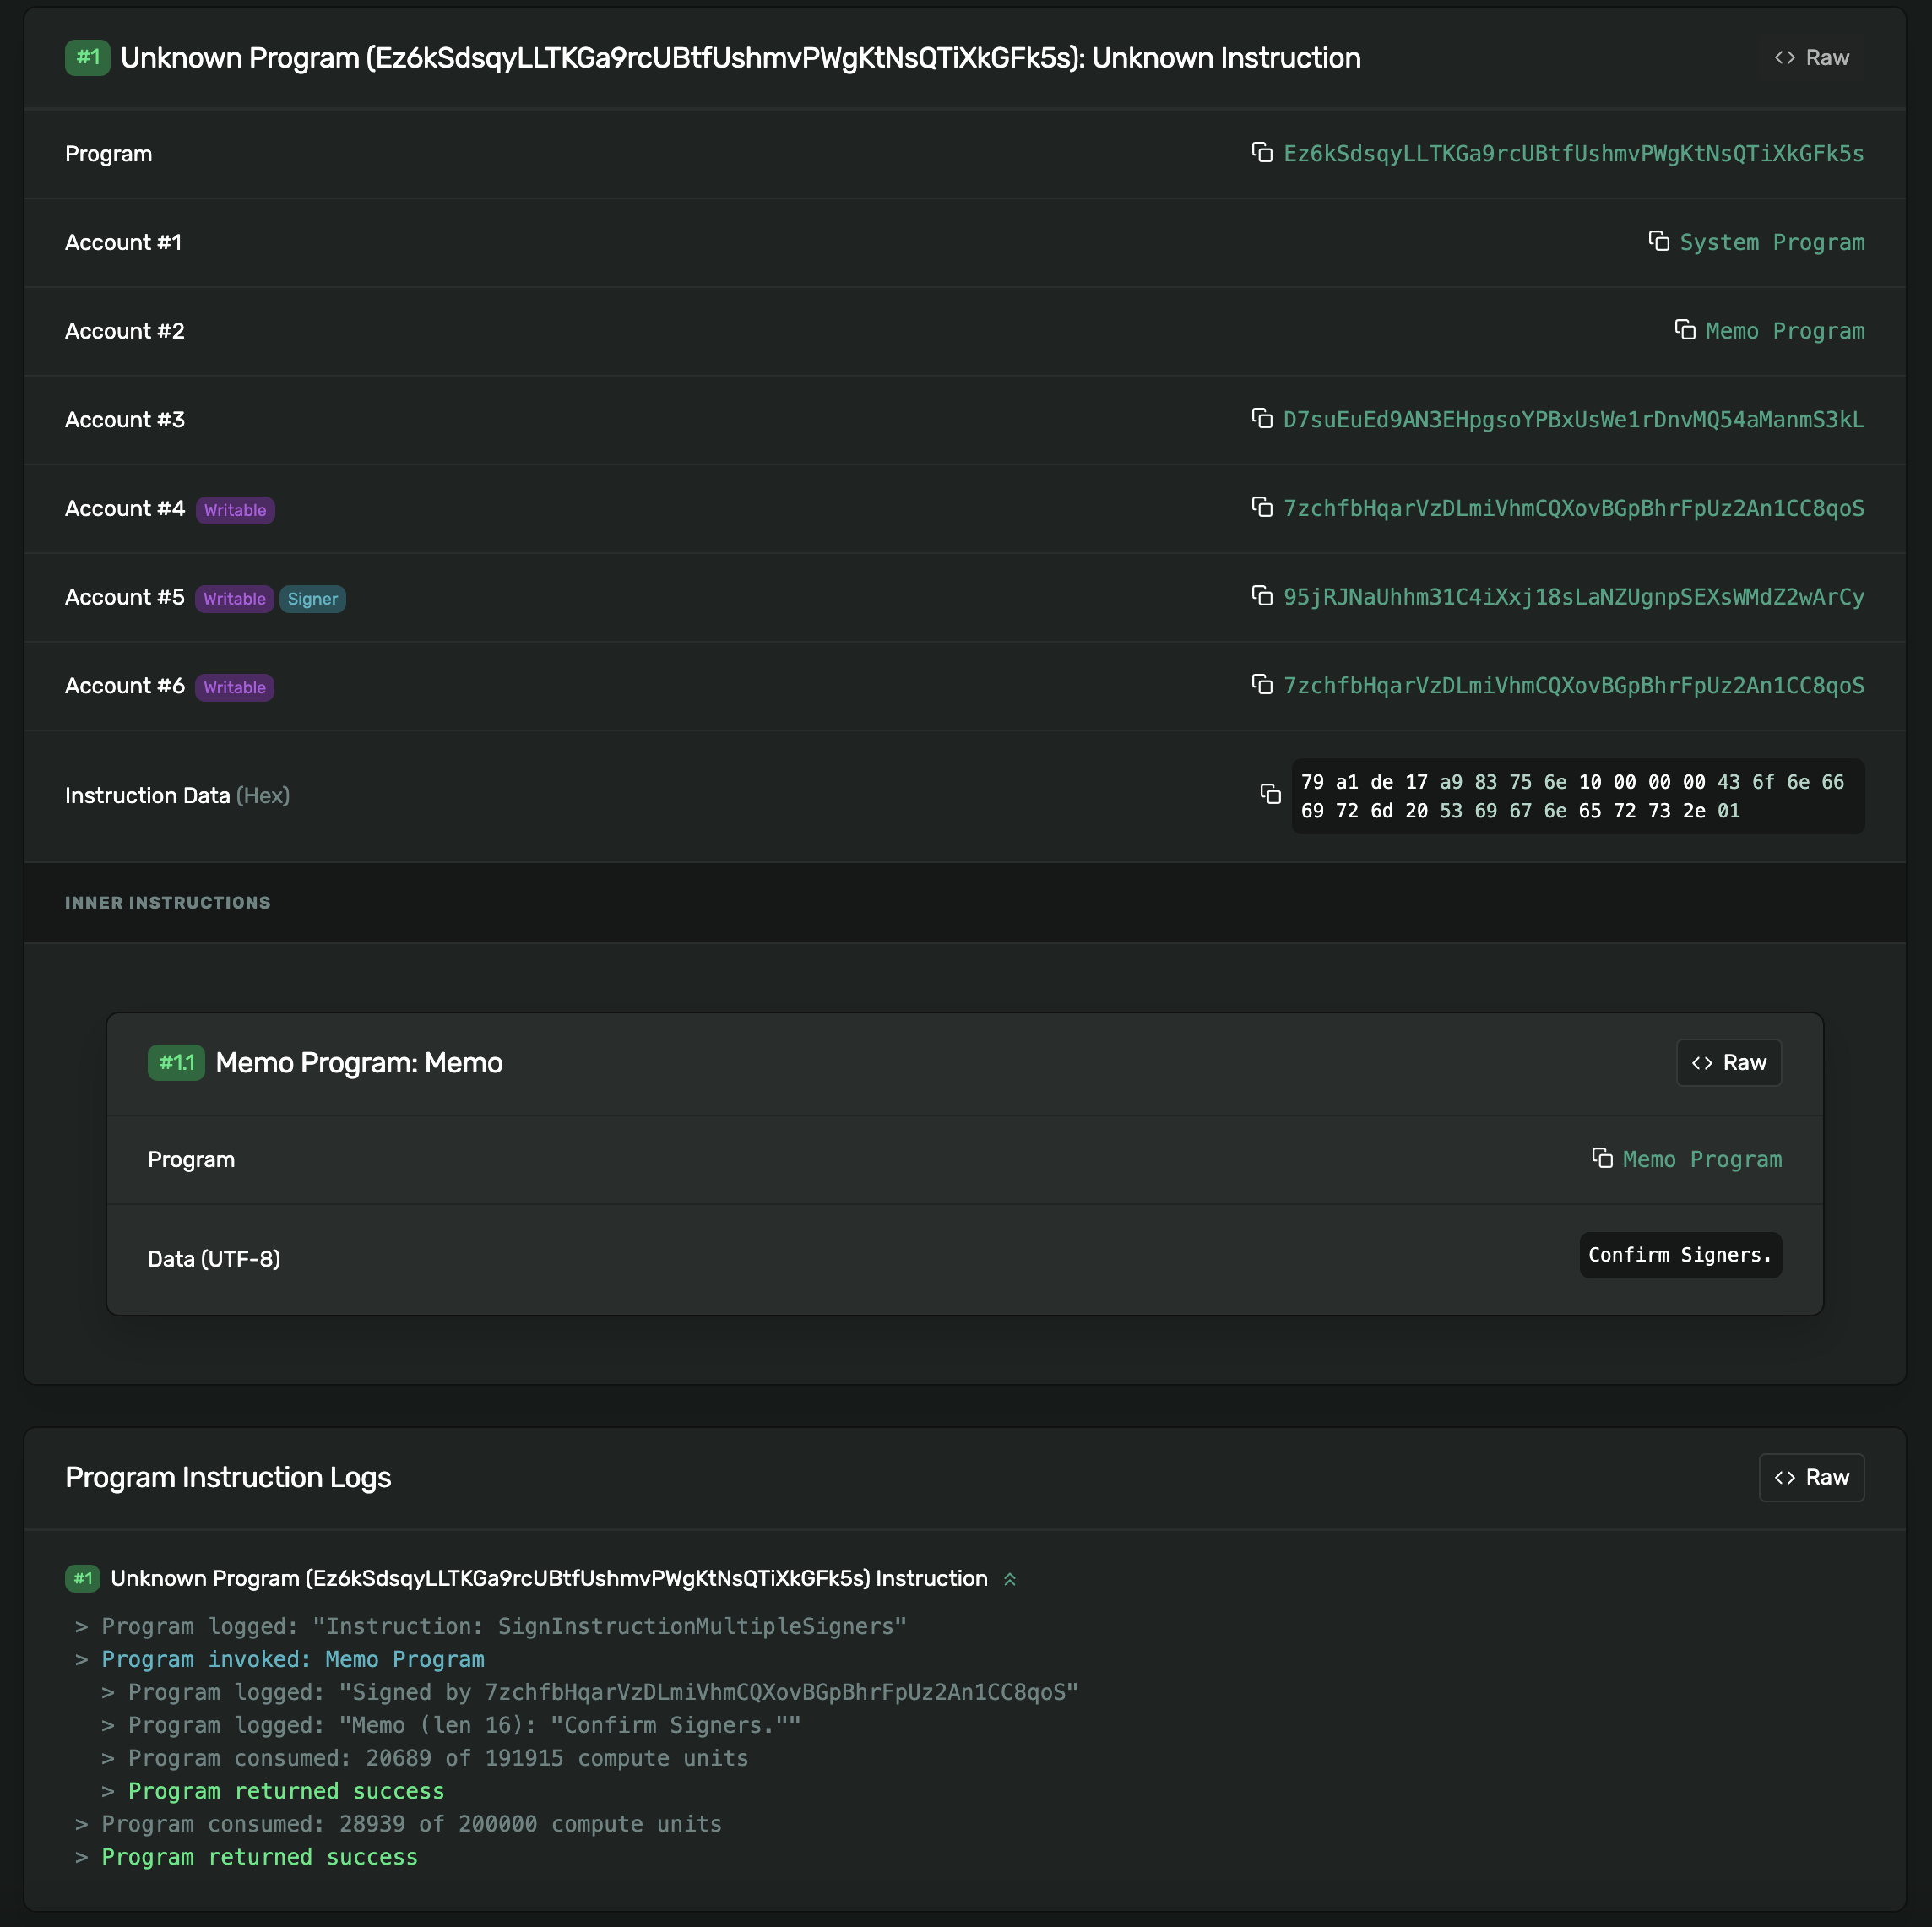 #1 Unknown Program (Ez6kSdsqyLLTKGa9rcUBtfUshmvPWgKtNsQTiXkGFk5s): Unknown Instruction <> Raw
Program Ez6kSdsqyLLTKGa9rcUBtfUshmvPWgKtNsQTiXkGFk5s
Account #1 System Program
Account #2 Memo Program
Account #3 D7suEuEd9AN3EHpgsoYPBxUsWe1rDnvMQ54aManmS3kL
Account #4 Writable 7zchfbHqarVzDLmiVhmCQXovBGpBhrFpUz2An1CC8qoS
Account #5 Writable Signer 95jRJNaUhhm31C4iXxj18sLaNZUgnpSEXsWMdZ2wArCy
Account #6 Writable 7zchfbHqarVzDLmiVhmCQXovBGpBhrFpUz2An1CC8qoS
Instruction Data (Hex) 79 a1 de 17 a9 83 75 6e 10 00 00 00 43 6f 6e 66
69 72 6d 20 53 69 67 6e 65 72 73 2e 01
INNER INSTRUCTIONS
#1.1 Memo Program: Memo <> Raw
Program Memo Program
Data (UTF-8) Confirm Signers.
Program Instruction Logs <> Raw
#1 Unknown Program (Ez6kSdsqyLLTKGa9rcUBtfUshmvPWgKtNsQTiXkGFk5s) Instruction
> Program logged: "Instruction: SignInstructionMultipleSigners"
> Program invoked: Memo Program
> Program logged: "Signed by 7zchfbHqarVzDLmiVhmCQXovBGpBhrFpUz2An1CC8qoS"
> Program logged: "Memo (len 16): "Confirm Signers.""
> Program consumed: 20689 of 191915 compute units
> Program returned success
> Program consumed: 28939 of 200000 compute units
> Program returned success